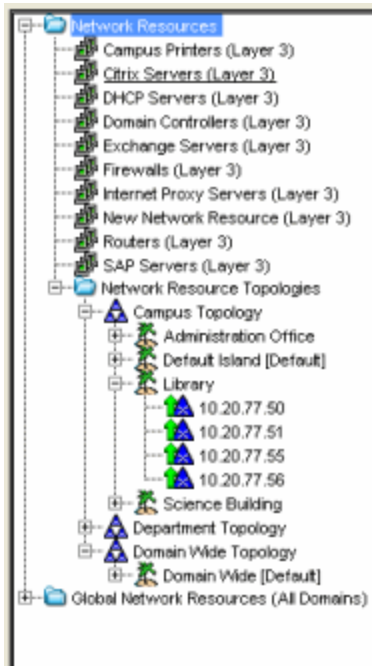 Network Resources
Campus Printers (Layer 3)
Citrix Servers (Layer 3)
DHCP Servers (Layer 3)
Domain Controllers (Layer 3)
Exchange Servers (Layer 3)
Firewalls (Layer 3)
Internet Proxy Servers (Layer 3)
New Network Resource (Layer 3)
Routers (Layer 3)
SAP Servers (Layer 3)
Network Resource Topologies
Campus Topology
Administration Office
Default Island [Default]
Library
10.20.77.50
10.20.77.51
10.20.77.55
10.20.77.56
Science Building
Department Topology
Domain Wide Topology
Domain Wide [Default]
Global Network Resources (All Domains)